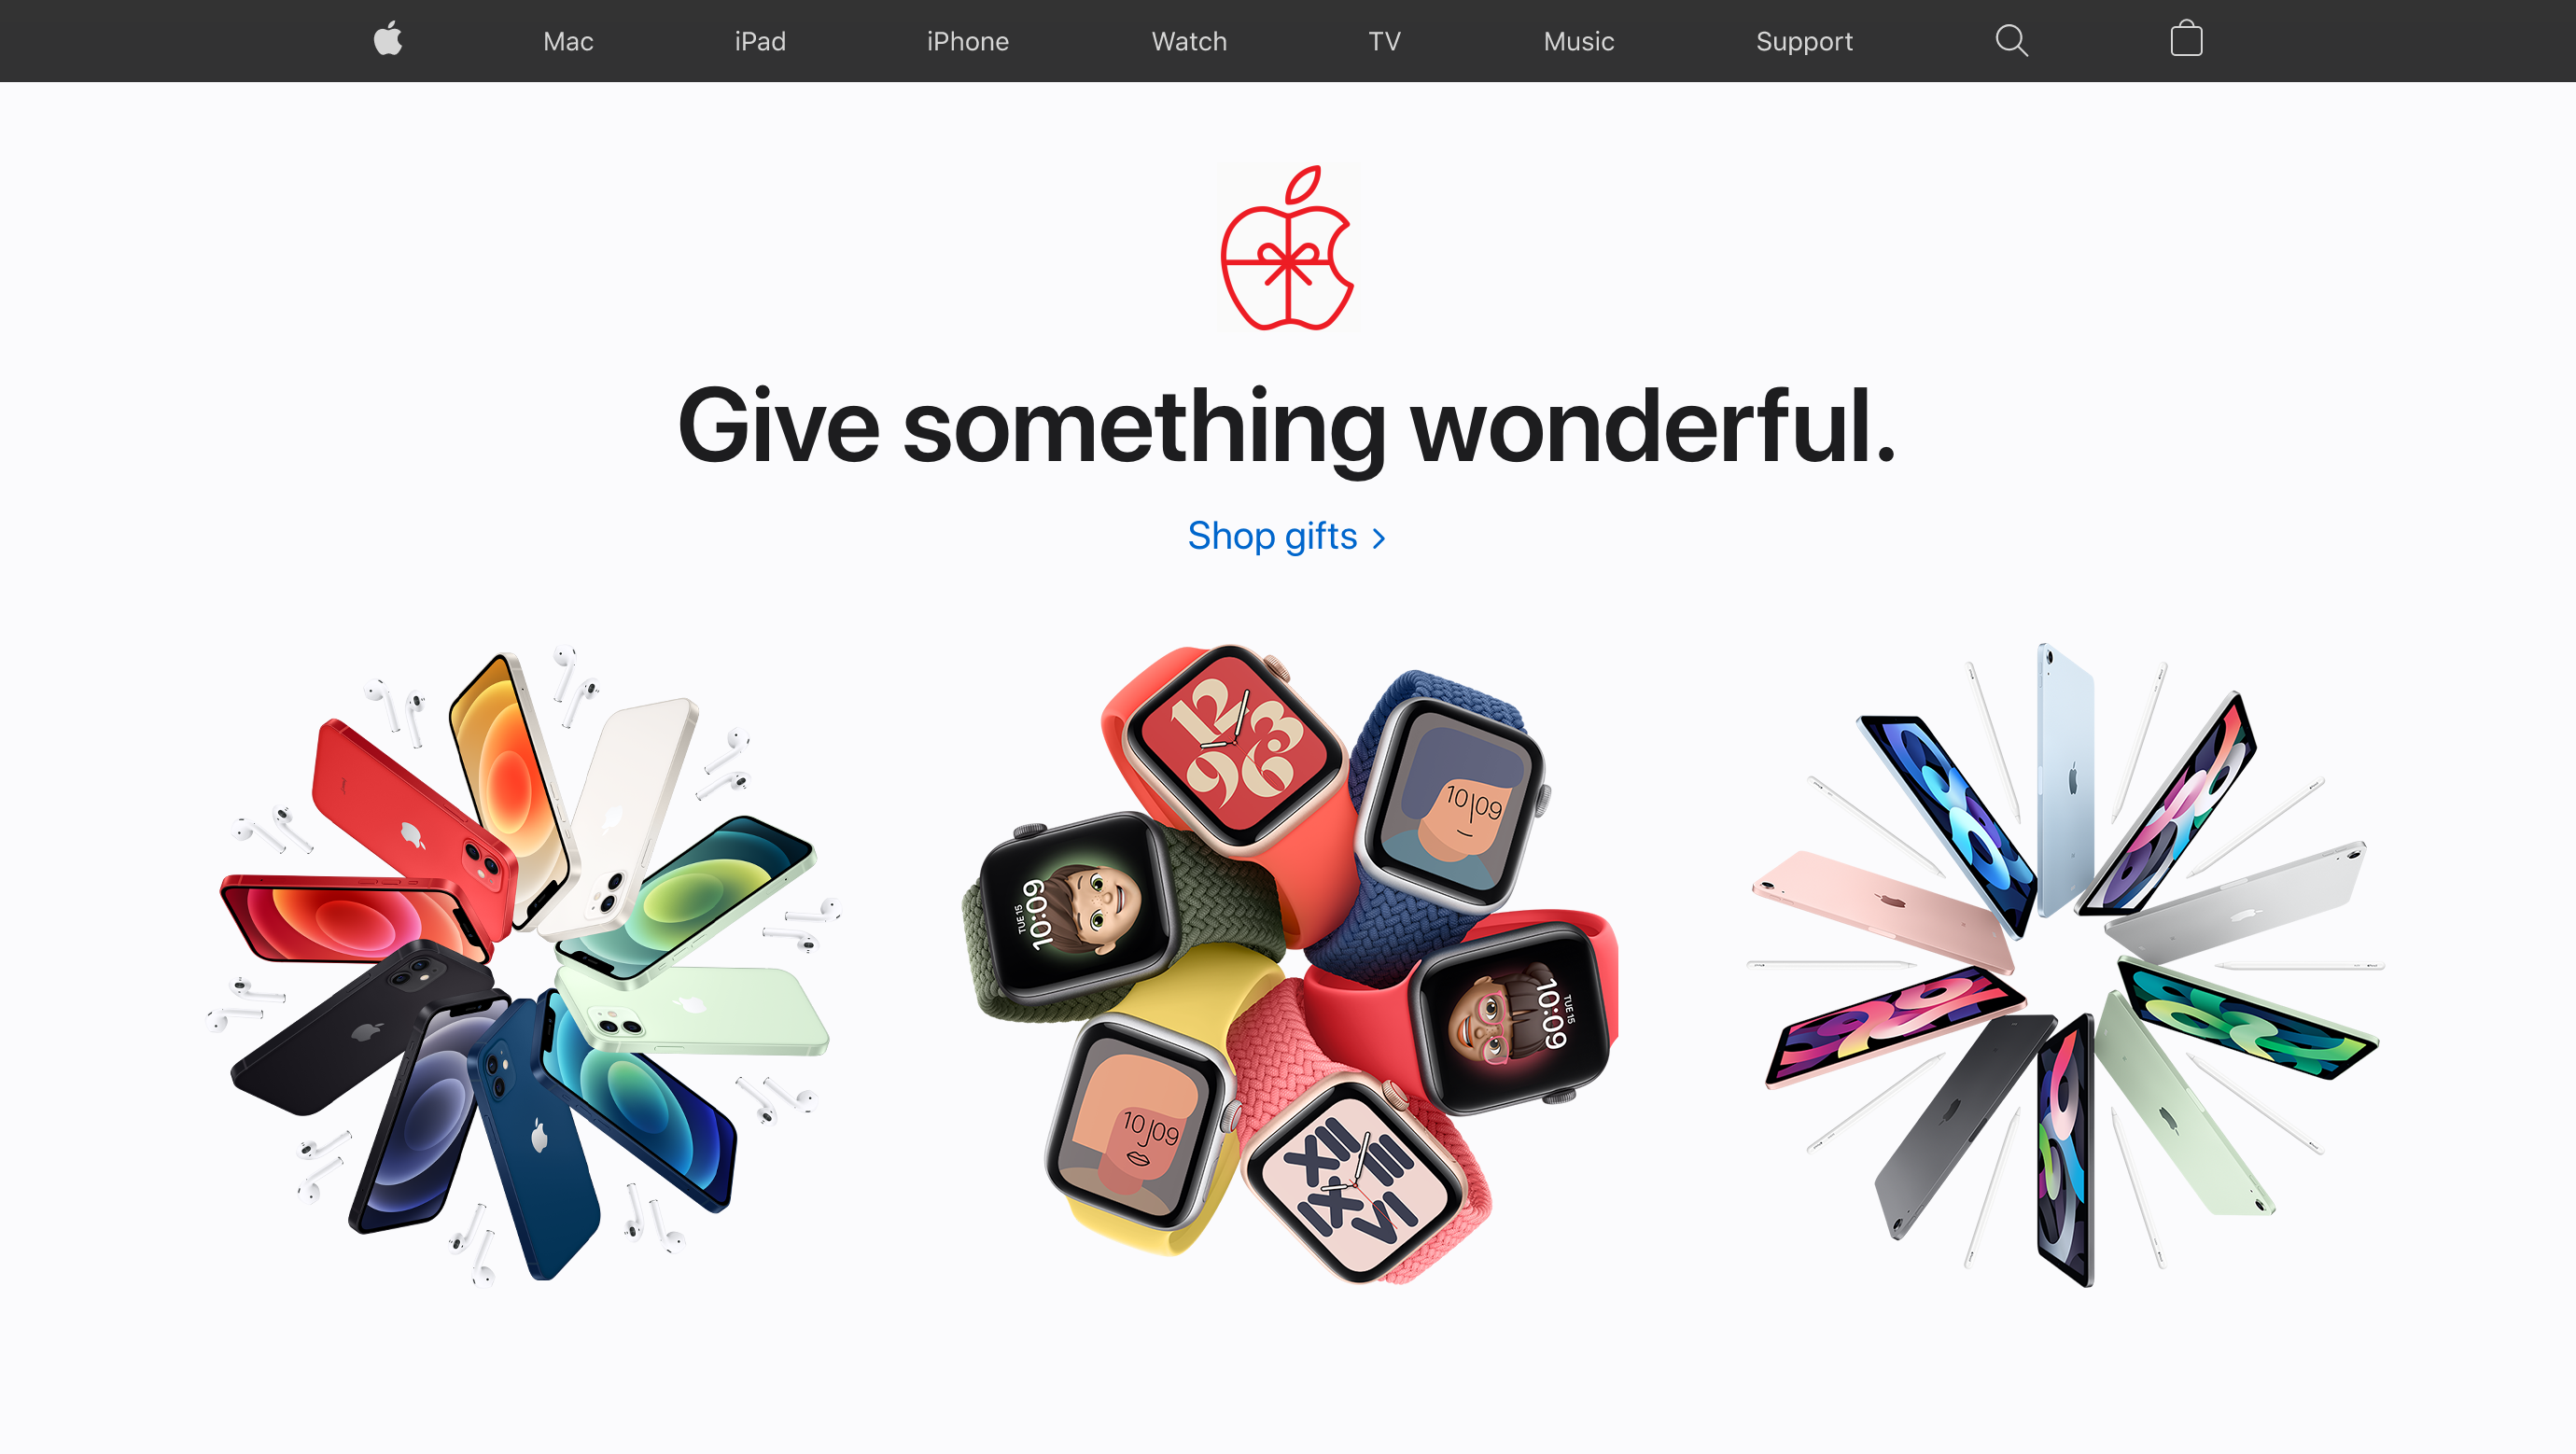 Mac iPad iPhone Watch TV Music Support
Give something wonderful.
Shop gifts >
12
3
9
6
10 09
TUE 15
10:09
TUE 15
10:09
10 09
XII
III
IX
VI